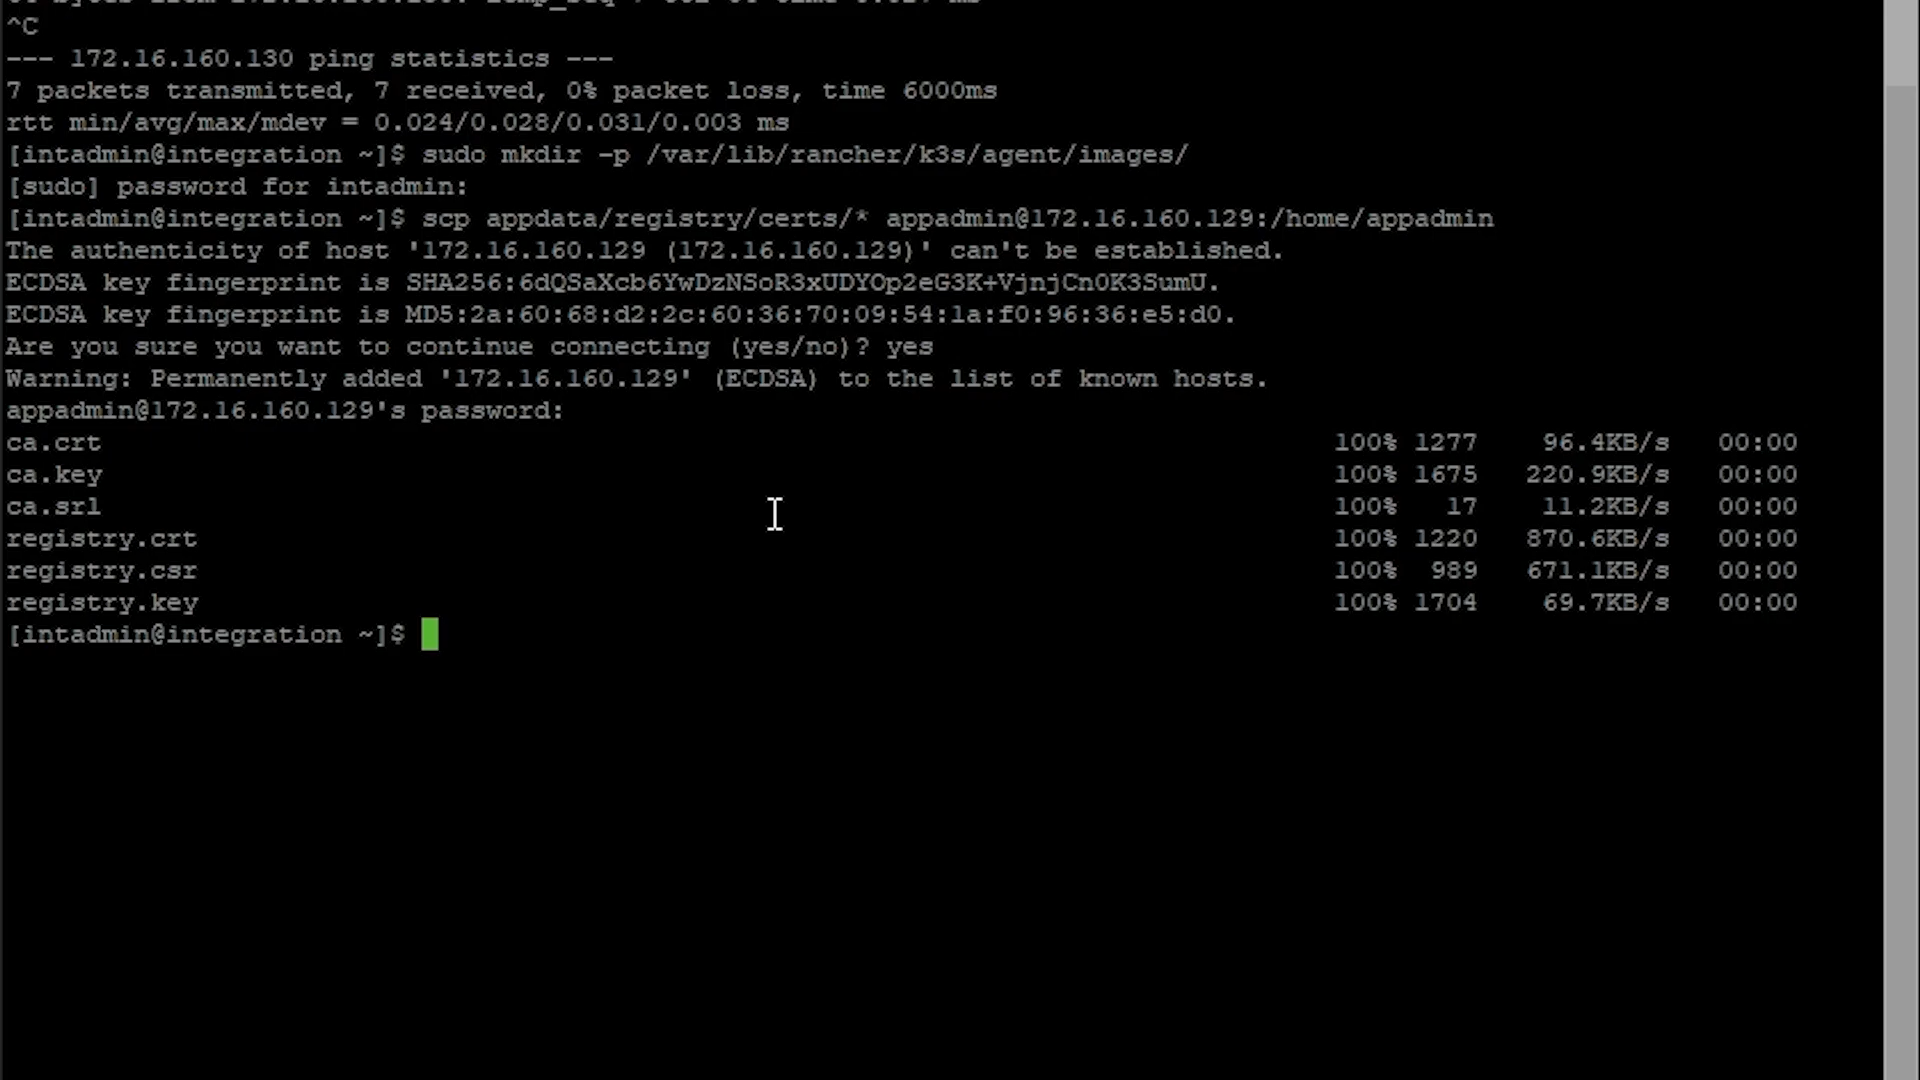 ^C
--- 172.16.160.130 ping statistics ---
7 packets transmitted, 7 received, 0% packet loss, time 6000ms
rtt min/avg/max/mdev = 0.024/0.028/0.031/0.003 ms
[intadmin@integration ~]$ sudo mkdir -p /var/lib/rancher/k3s/agent/images/
[sudo] password for intadmin:
[intadmin@integration ~]$ scp appdata/registry/certs/* appadmin@172.16.160.129:/home/appadmin
The authenticity of host '172.16.160.129 (172.16.160.129)' can't be established.
ECDSA key fingerprint is SHA256:6dQSaXcb6YwDzNSoR3xUDYOp2eG3K+VjnjCn0K3SumU.
ECDSA key fingerprint is MD5:2a:60:68:d2:2c:60:36:70:09:54:1a:f0:96:36:e5:d0.
Are you sure you want to continue connecting (yes/no)? yes
Warning: Permanently added '172.16.160.129' (ECDSA) to the list of known hosts.
appadmin@172.16.160.129's password:
ca.crt 100% 1277 96.4KB/s 00:00
ca.key 100% 1675 220.9KB/s 00:00
ca.srl 100% 17 11.2KB/s 00:00
registry.crt 100% 1220 870.6KB/s 00:00
registry.csr 100% 989 671.1KB/s 00:00
registry.key 100% 1704 69.7KB/s 00:00
[intadmin@integration ~]$